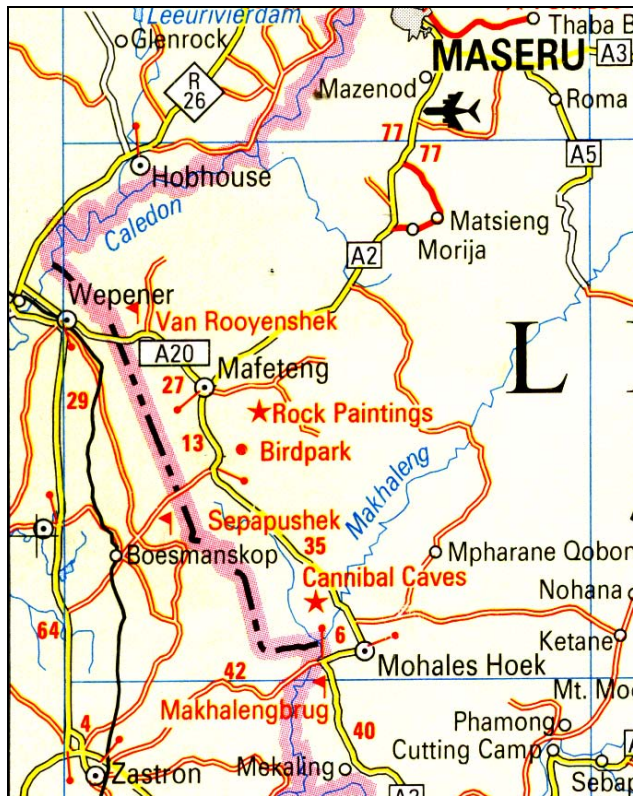 Leeurivierdam
Thaba B
Glenrock
MASERU
A3
R
26
Mazenod
Roma
77
77
A5
Hobhouse
Caledon
Matsieng
Morija
A2
Wepener
Van Rooyenshek
L
A20
Mafeteng
27
29
Rock Paintings
13
Birdpark
Makhaleng
Sepapushek
35
Boesmanskop
Mpharane
Qobon
Cannibal Caves
Nohana
64
6
Ketane
Mohales Hoek
42
Mt. Moo
Makhalengbrug
Phamong
40
4
Cutting Camp
Zastron
Mekaling
Sebap